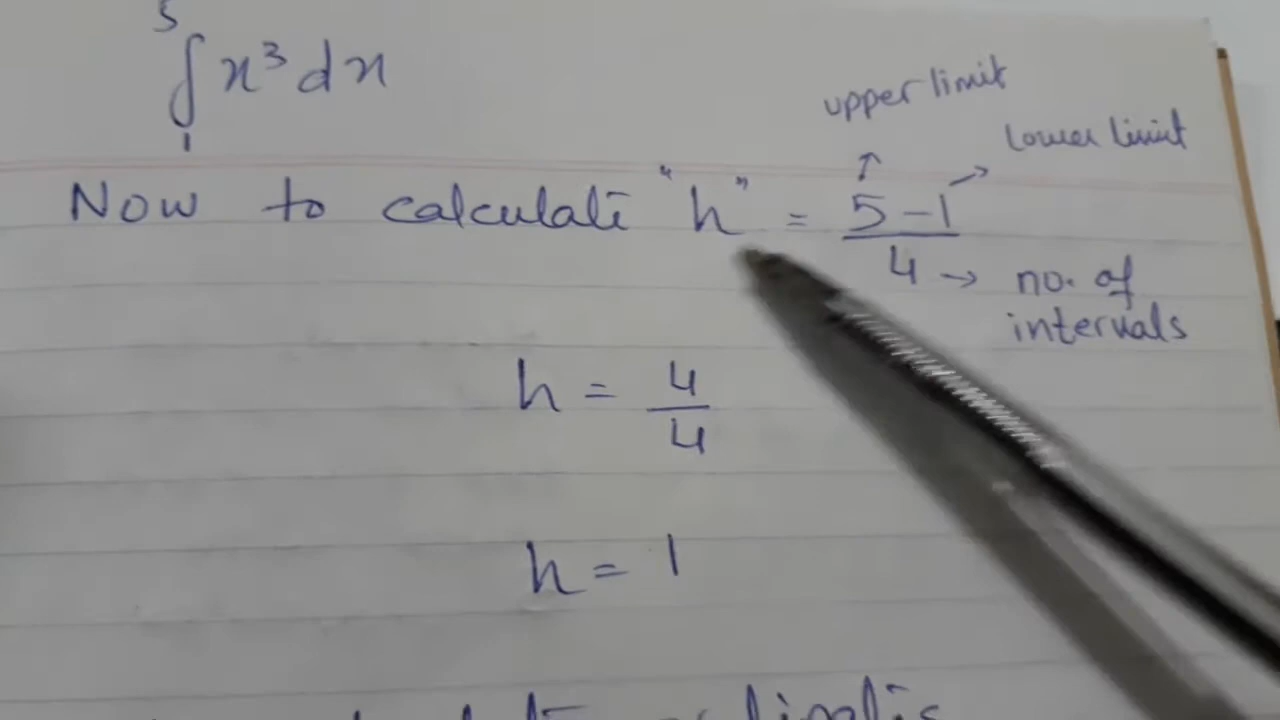 5
∫ x³ dx
1
upper limit
lower limit
Now to calculate "h" = 5 - 1
4 → no. of
intervals
h = 4
4
h = 1